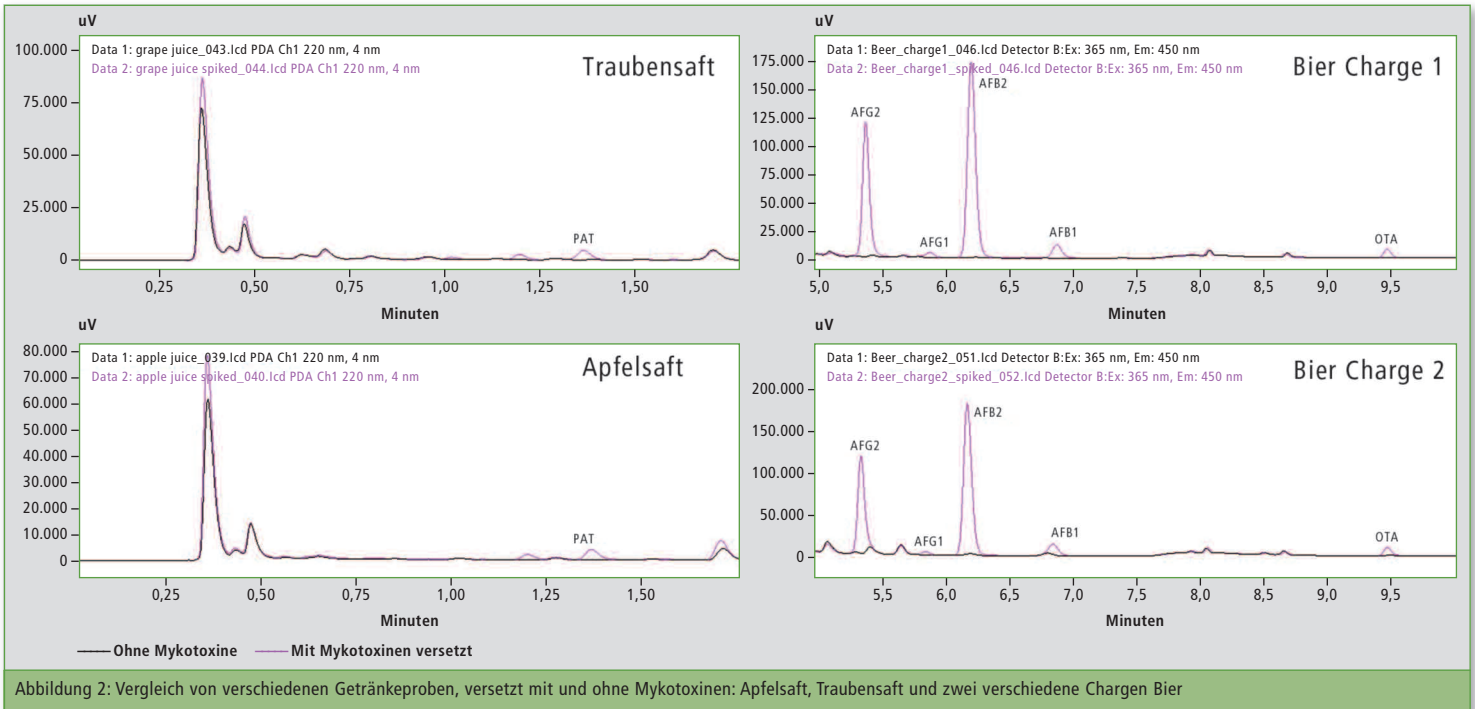 uV
Data 1: grape juice_043.lcd PDA Ch1 220 nm, 4 nm
Data 2: grape juice spiked_044.lcd PDA Ch1 220 nm, 4 nm
Traubensaft
100.000
75.000
50.000
25.000
0
PAT
0,25 0,50 0,75 1,00 1,25 1,50
Minuten
uV
Data 1: Beer_charge1_046.lcd Detector B:Ex: 365 nm, Em: 450 nm
Data 2: Beer_charge1_spiked_046.lcd Detector B:Ex: 365 nm, Em: 450 nm
Bier Charge 1
175.000
150.000
125.000
100.000
75.000
50.000
25.000
0
AFG2
AFG1
AFB2
AFB1
OTA
5,0 5,5 6,0 6,5 7,0 7,5 8,0 8,5 9,0 9,5
Minuten
uV
Data 1: apple juice_039.lcd PDA Ch1 220 nm, 4 nm
Data 2: apple juice spiked_040.lcd PDA Ch1 220 nm, 4 nm
Apfelsaft
80.000
70.000
60.000
50.000
40.000
30.000
20.000
10.000
0
PAT
0,25 0,50 0,75 1,00 1,25 1,50
Minuten
uV
Data 1: Beer_charge2_051.lcd Detector B:Ex: 365 nm, Em: 450 nm
Data 2: Beer_charge2_spiked_052.lcd Detector B:Ex: 365 nm, Em: 450 nm
Bier Charge 2
200.000
150.000
100.000
50.000
0
AFG2
AFG1
AFB2
AFB1
OTA
5,5 6,0 6,5 7,0 7,5 8,0 8,5 9,0 9,5
Minuten
Ohne Mykotoxine Mit Mykotoxinen versetzt
Abbildung 2: Vergleich von verschiedenen Getränkeproben, versetzt mit und ohne Mykotoxinen: Apfelsaft, Traubensaft und zwei verschiedene Chargen Bier